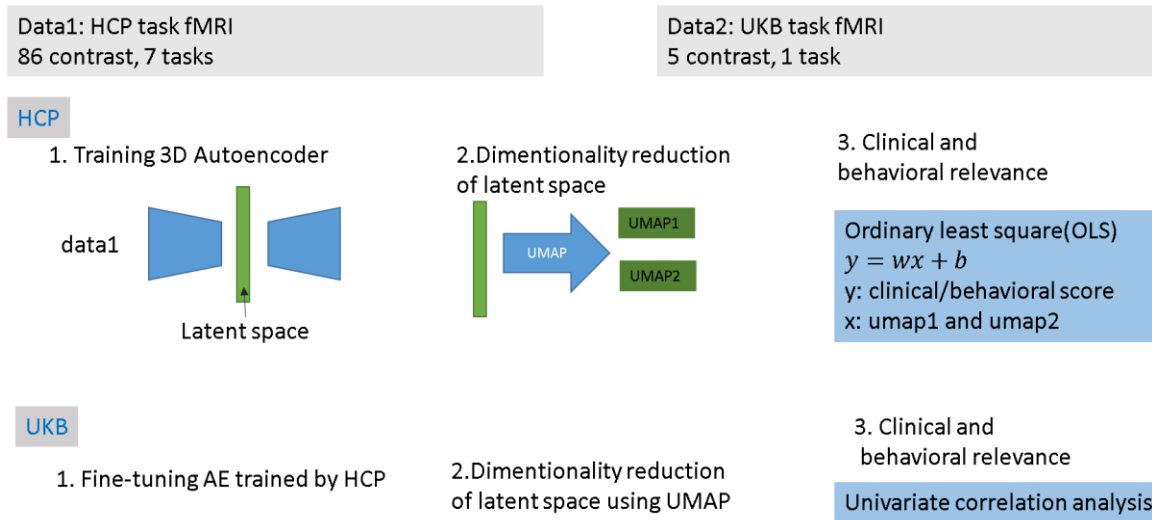 Data1: HCP task fMRI
86 contrast, 7 tasks
Data2: UKB task fMRI
5 contrast, 1 task
HCP
1. Training 3D Autoencoder
data1
Latent space
2.Dimentionality reduction
of latent space
UMAP
UMAP1
UMAP2
3. Clinical and
behavioral relevance
Ordinary least square(OLS)
y = wx + b
y: clinical/behavioral score
x: umap1 and umap2
UKB
1. Fine-tuning AE trained by HCP
2.Dimentionality reduction
of latent space using UMAP
3. Clinical and
behavioral relevance
Univariate correlation analysis